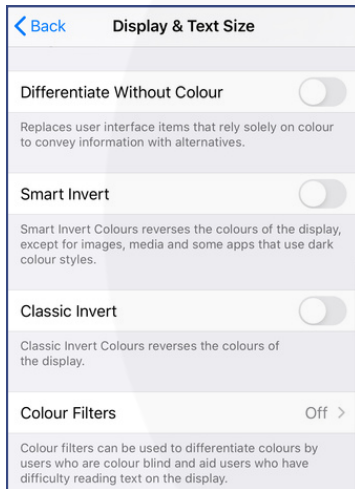 Back Display & Text Size
Differentiate Without Colour
Replaces user interface items that rely solely on colour
to convey information with alternatives.
Smart Invert
Smart Invert Colours reverses the colours of the display,
except for images, media and some apps that use dark
colour styles.
Classic Invert
Classic Invert Colours reverses the colours of
the display.
Colour Filters Off
Colour filters can be used to differentiate colours by
users who are colour blind and aid users who have
difficulty reading text on the display.